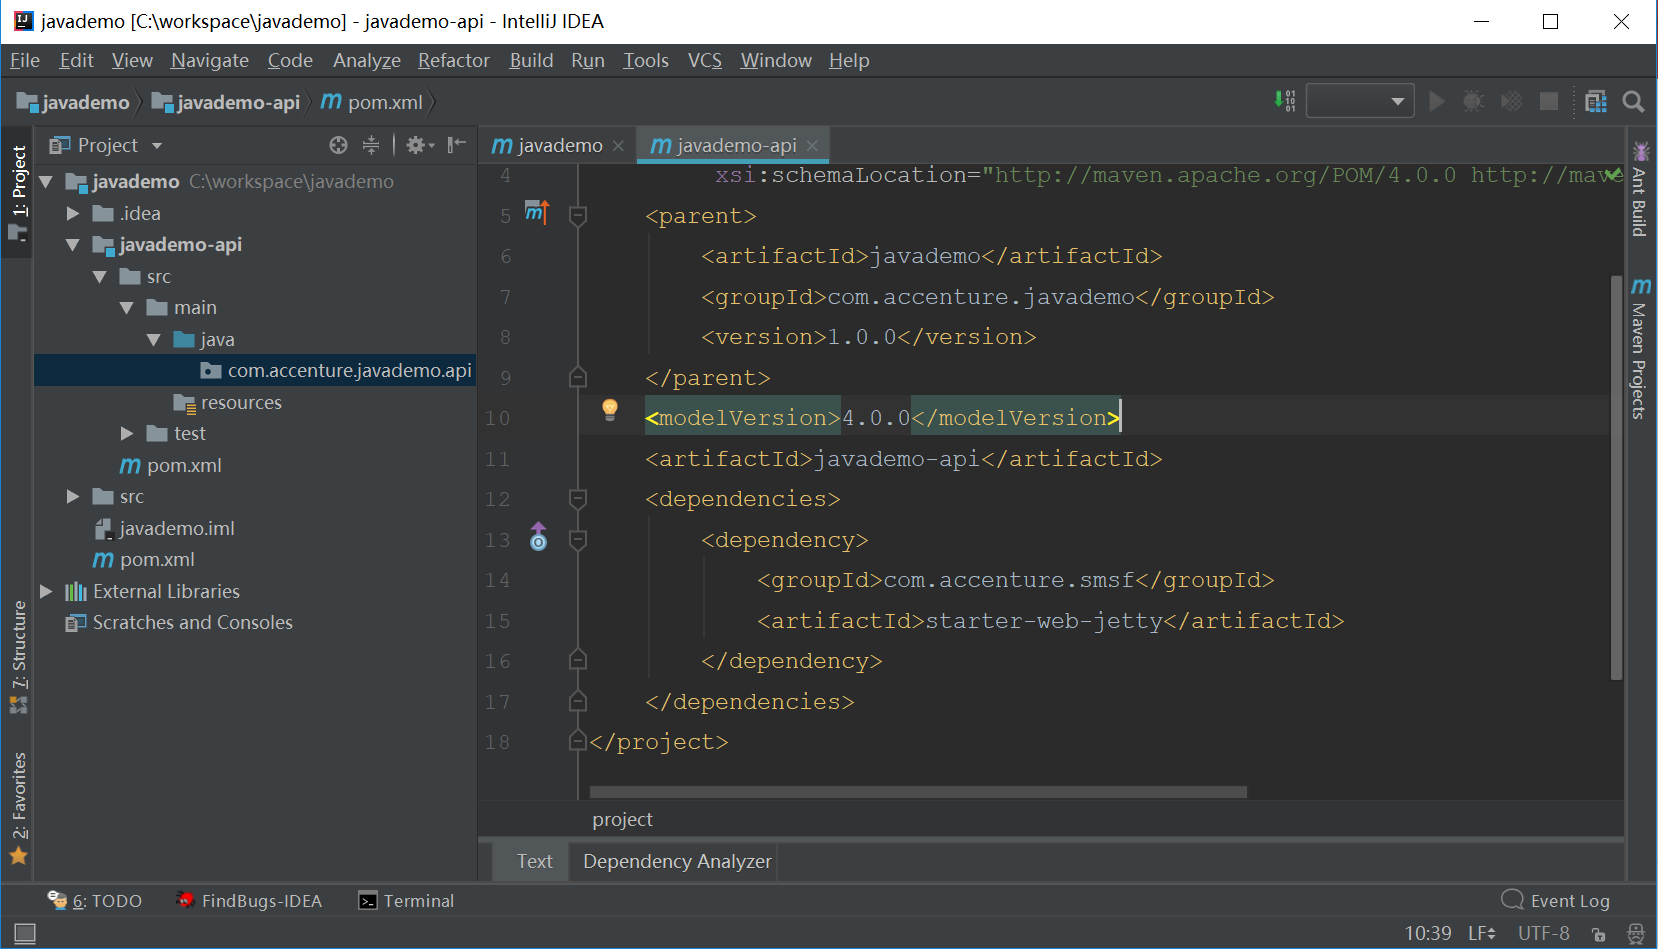 javademo [C:\workspace\javademo] - javademo-api - IntelliJ IDEA
File Edit View Navigate Code Analyze Refactor Build Run Tools VCS Window Help
javademo javademo-api m pom.xml
1: Project
7: Structure
2: Favorites
Project
javademo C:\workspace\javademo
.idea
javademo-api
src
main
java
com.accenture.javademo.api
resources
test
m pom.xml
src
javademo.iml
m pom.xml
External Libraries
Scratches and Consoles
m javademo m javademo-api
4 xsi:schemaLocation="http://maven.apache.org/POM/4.0.0 http://mave
5 <parent>
6 <artifactId>javademo</artifactId>
7 <groupId>com.accenture.javademo</groupId>
8 <version>1.0.0</version>
9 </parent>
10 <modelVersion>4.0.0</modelVersion>
11 <artifactId>javademo-api</artifactId>
12 <dependencies>
13 <dependency>
14 <groupId>com.accenture.smsf</groupId>
15 <artifactId>starter-web-jetty</artifactId>
16 </dependency>
17 </dependencies>
18 </project>
project
Text Dependency Analyzer
Ant Build
m Maven Projects
6: TODO FindBugs-IDEA Terminal Event Log
10:39 LF UTF-8